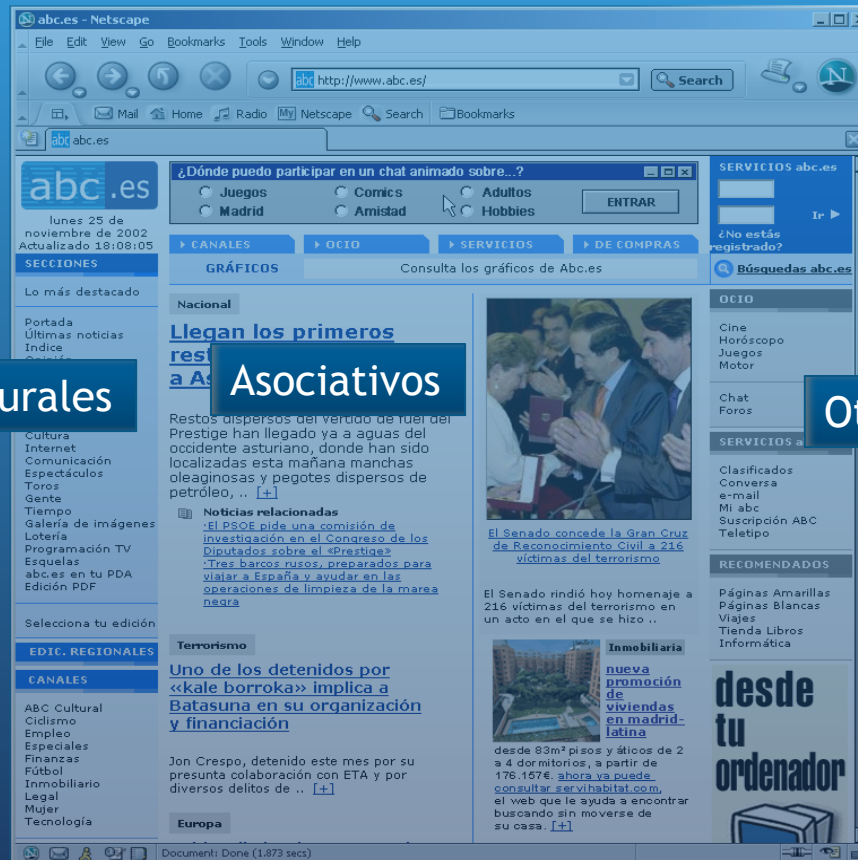 abc.es - Netscape
File Edit View Go Bookmarks Tools Window Help
abc http://www.abc.es/
Search
N
Mail Home Radio My Netscape Search Bookmarks
abc abc.es
abc.es
lunes 25 de
noviembre de 2002
Actualizado 18:08:05
SECCIONES
Lo más destacado
Portada
Últimas noticias
Indice
urales
Cultura
Internet
Comunicación
Espectáculos
Toros
Gente
Tiempo
Galería de imágenes
Lotería
Programación TV
Esquelas
abc.es en tu PDA
Edición PDF
Selecciona tu edición
EDIC. REGIONALES
CANALES
ABC Cultural
Ciclismo
Empleo
Especiales
Finanzas
Fútbol
Inmobiliario
Legal
Mujer
Tecnología
¿Dónde puedo participar en un chat animado sobre...?
Juegos Comics Adultos
Madrid Amistad Hobbies
ENTRAR
CANALES OCIO SERVICIOS DE COMPRAS
GRÁFICOS Consulta los gráficos de Abc.es
Nacional
Llegan los primeros
rest
a As
Asociativos
Restos dispersos del vertido de fuel del
Prestige han llegado ya a aguas del
occidente asturiano, donde han sido
localizadas esta mañana manchas
oleaginosas y pegotes dispersos de
petróleo, .. [+]
Noticias relacionadas
·El PSOE pide una comisión de
investigación en el Congreso de los
Diputados sobre el «Prestige»
·Tres barcos rusos, preparados para
viajar a España y ayudar en las
operaciones de limpieza de la marea
negra
Terrorismo
Uno de los detenidos por
«kale borroka» implica a
Batasuna en su organización
y financiación
Jon Crespo, detenido este mes por su
presunta colaboración con ETA y por
diversos delitos de .. [+]
Europa
El Senado concede la Gran Cruz
de Reconocimiento Civil a 216
víctimas del terrorismo
El Senado rindió hoy homenaje a
216 víctimas del terrorismo en
un acto en el que se hizo ..
Inmobiliaria
nueva
promoción
de
viviendas
en madrid-
latina
desde 83m² pisos y áticos de 2
a 4 dormitorios, a partir de
176.157€. ahora ya puede
consultar servihabitat.com,
el web que le ayuda a encontrar
buscando sin moverse de
su casa. [+]
SERVICIOS abc.es
Ir
¿No estás
registrado?
Búsquedas abc.es
OCIO
Cine
Horóscopo
Juegos
Motor
Chat
Foros
Ot
SERVICIOS a
Clasificados
Conversa
e-mail
Mi abc
Suscripción ABC
Teletipo
RECOMENDADOS
Páginas Amarillas
Páginas Blancas
Viajes
Tienda Libros
Informática
desde
tu
ordenador
Document: Done (1.873 secs)